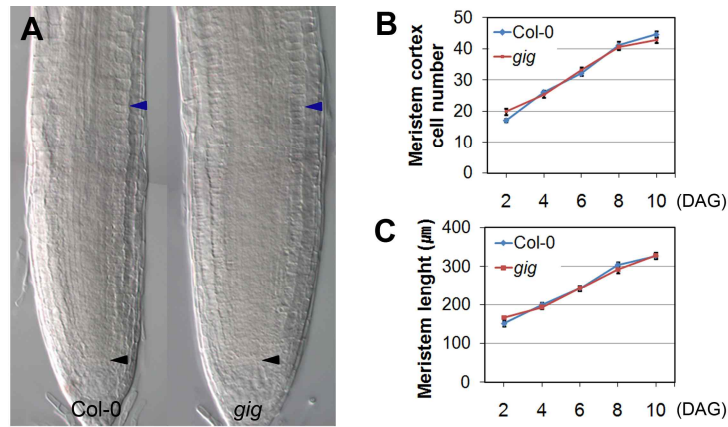 A
Col-0
gig
B
Meristem cortex
cell number
50
40
30
20
10
0
Col-0
gig
2 4 6 8 10 (DAG)
C
Meristem lenght (㎛)
400
300
200
100
0
Col-0
gig
2 4 6 8 10 (DAG)